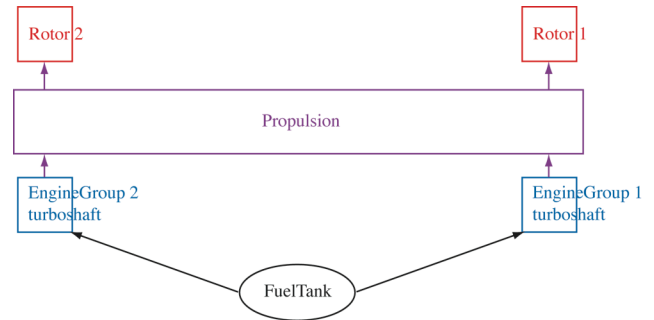 Rotor 2
Rotor 1
Propulsion
EngineGroup 2
turboshaft
EngineGroup 1
turboshaft
FuelTank